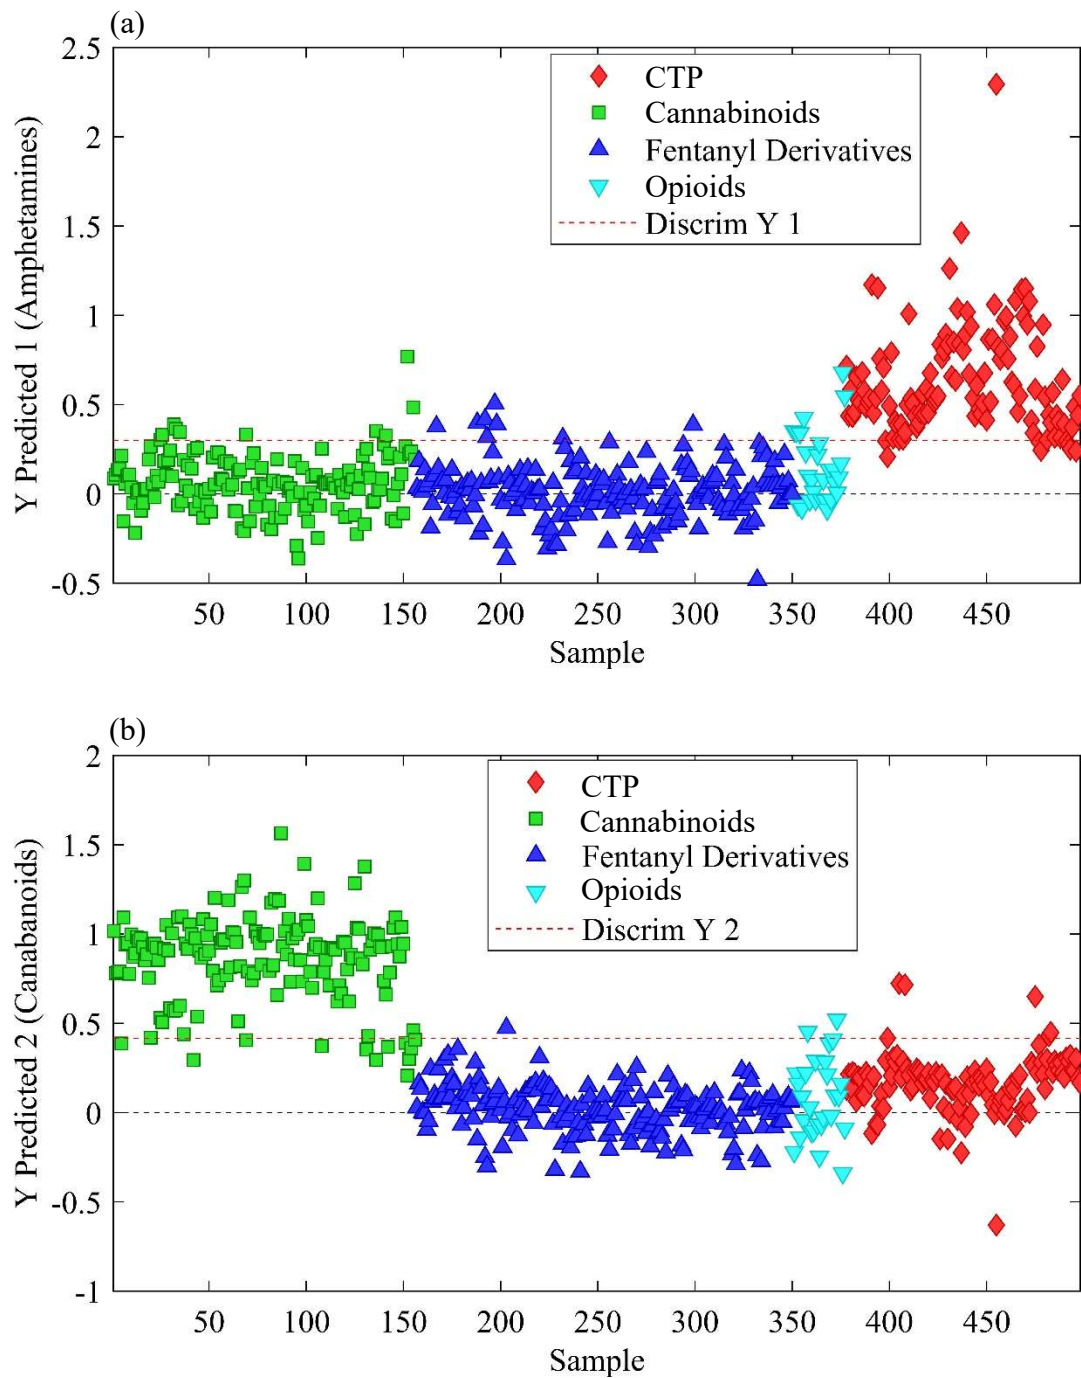 (a)
2.5
2
1.5
1
0.5
0
-0.5
Y Predicted 1 (Amphetamines)
CTP
Cannabinoids
Fentanyl Derivatives
Opioids
Discrim Y 1
50 100 150 200 250 300 350 400 450
Sample
(b)
2
1.5
1
0.5
0
-0.5
-1
Y Predicted 2 (Canabanoids)
CTP
Cannabinoids
Fentanyl Derivatives
Opioids
Discrim Y 2
50 100 150 200 250 300 350 400 450
Sample